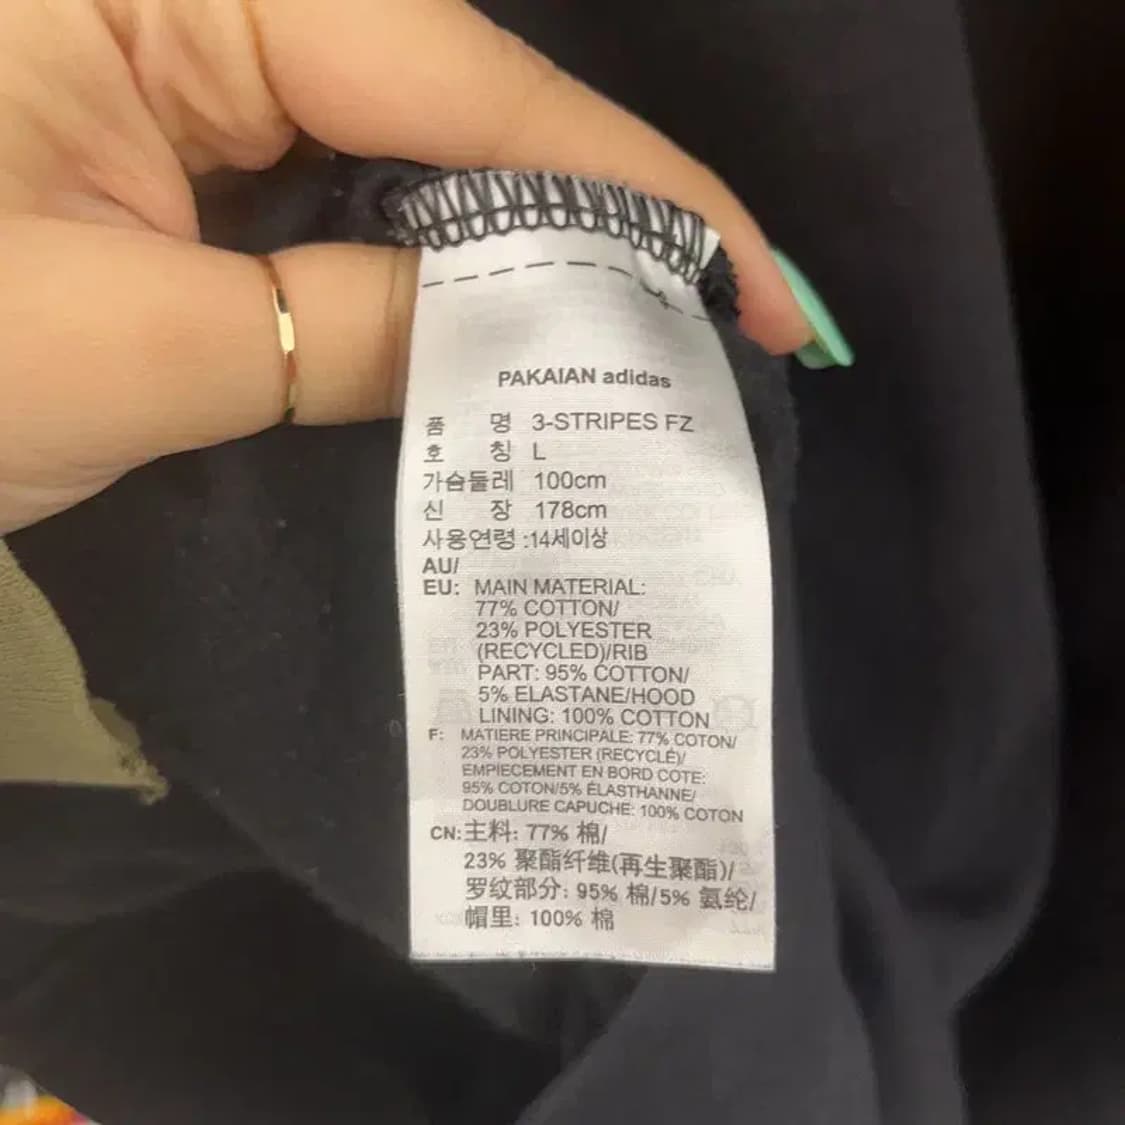 PAKAIAN adidas
품 명 3-STRIPES FZ
호 칭 L
가슴둘레 100cm
신 장 178cm
사용연령 :14세이상
AU/
EU: MAIN MATERIAL:
77% COTTON/
23% POLYESTER
(RECYCLED)/RIB
PART: 95% COTTON/
5% ELASTANE/HOOD
LINING: 100% COTTON
F: MATIERE PRINCIPALE: 77% COTON/
23% POLYESTER (RECYCLÉ)/
EMPIECEMENT EN BORD COTE:
95% COTON/5% ÉLASTHANNE/
DOUBLURE CAPUCHE: 100% COTON
CN: 主料: 77% 棉/
23% 聚酯纤维(再生聚酯)/
罗纹部分: 95% 棉/5% 氨纶/
帽里: 100% 棉